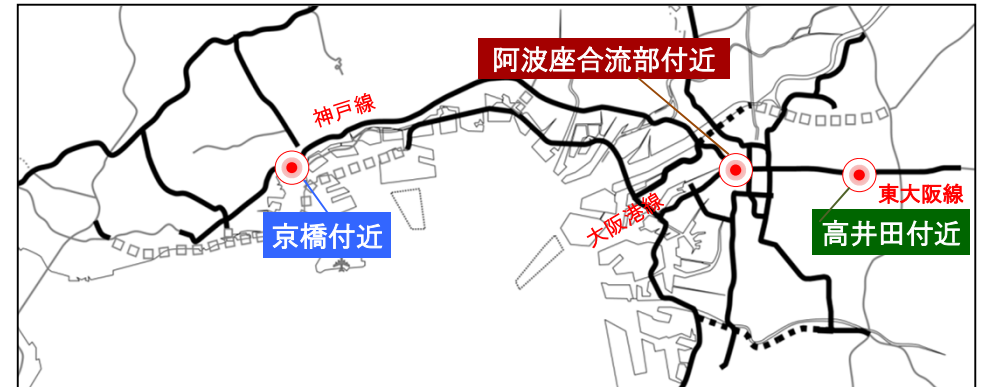 阿波座合流部付近
神戸線
東大阪線
大阪港線
京橋付近
高井田付近